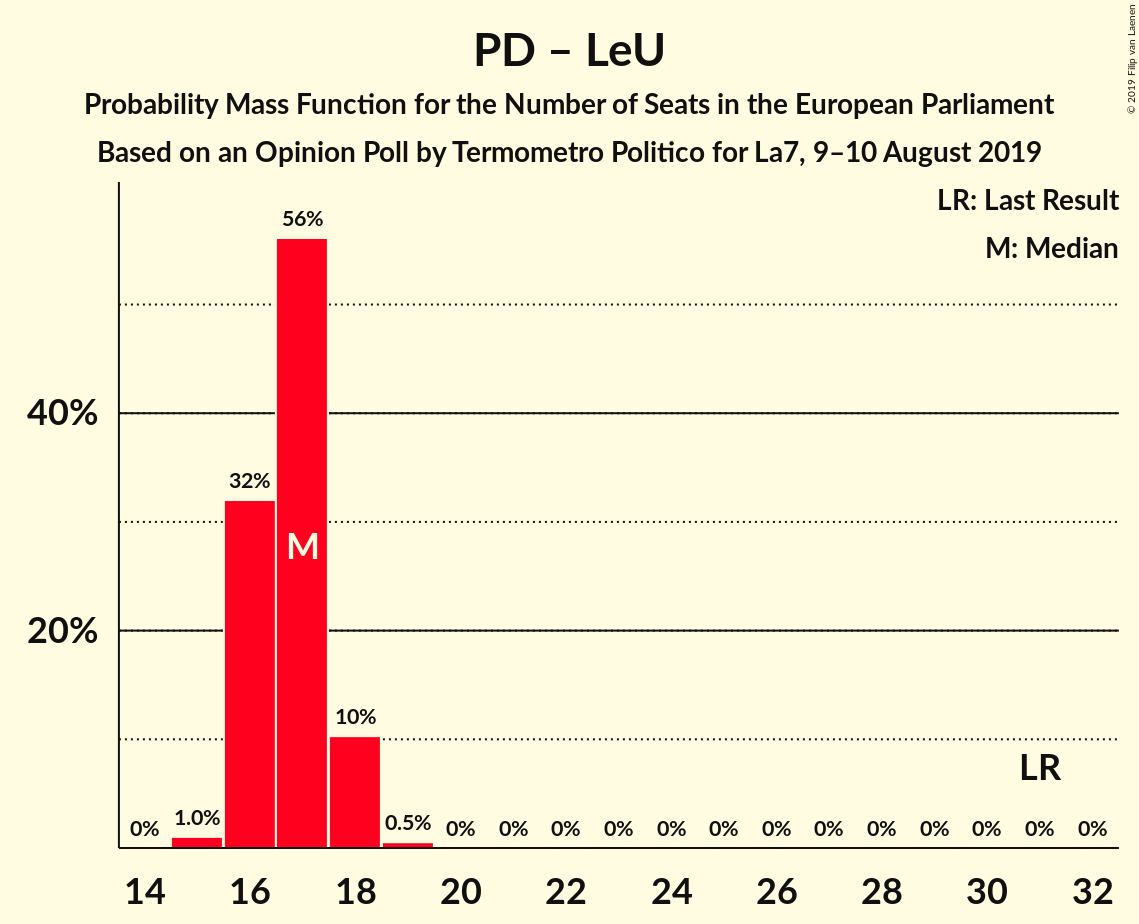 PD – LeU
Probability Mass Function for the Number of Seats in the European Parliament
Based on an Opinion Poll by Termometro Politico for La7, 9–10 August 2019
© 2019 Filip van Laenen
LR: Last Result
M: Median
40%
20%
0% 1.0% 32% 56% 10% 0.5% 0% 0% 0% 0% 0% 0% 0% 0% 0% 0% 0% 0% 0%
M
LR
14 16 18 20 22 24 26 28 30 32